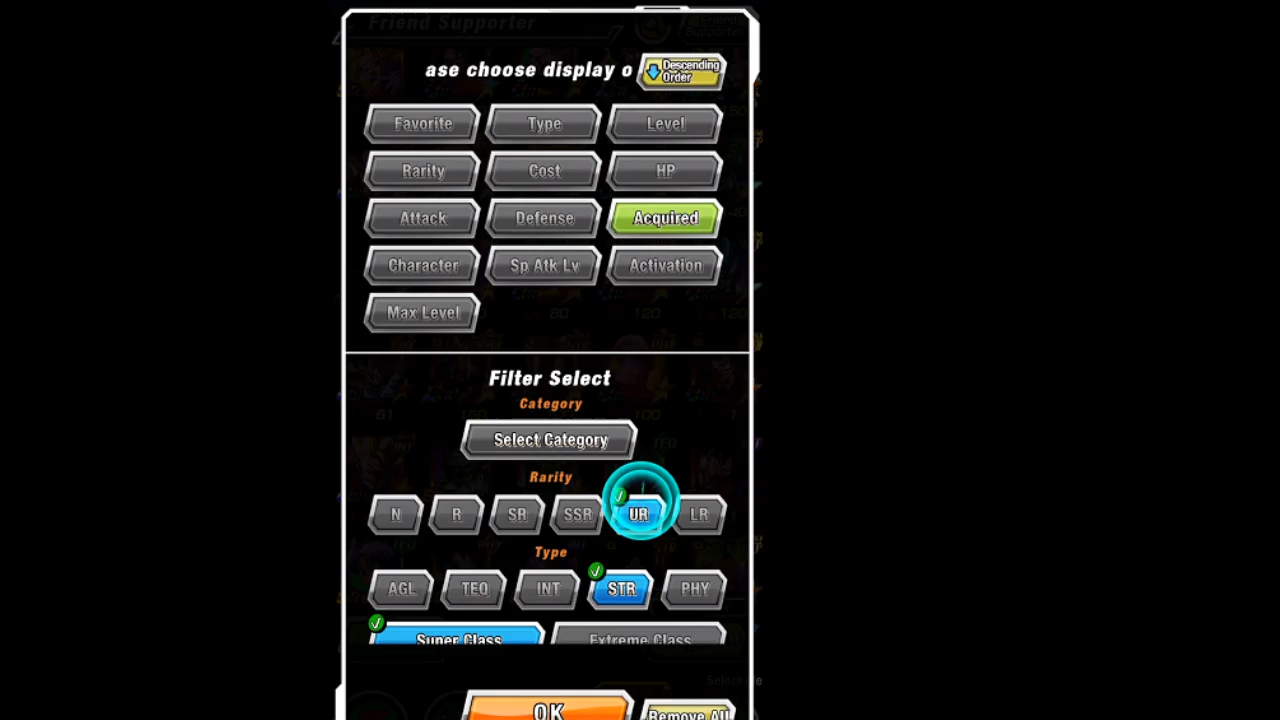 Friend Supporter
ase choose display o
Descending
Order
Favorite
Type
Level
Rarity
Cost
HP
Attack
Defense
Acquired
Character
Sp Atk Lv
Activation
Max Level
Filter Select
Category
Select Category
Rarity
N
R
SR
SSR
UR
LR
Type
AGL
TEQ
INT
STR
PHY
Super Class
Extreme Class
OK
Remove All